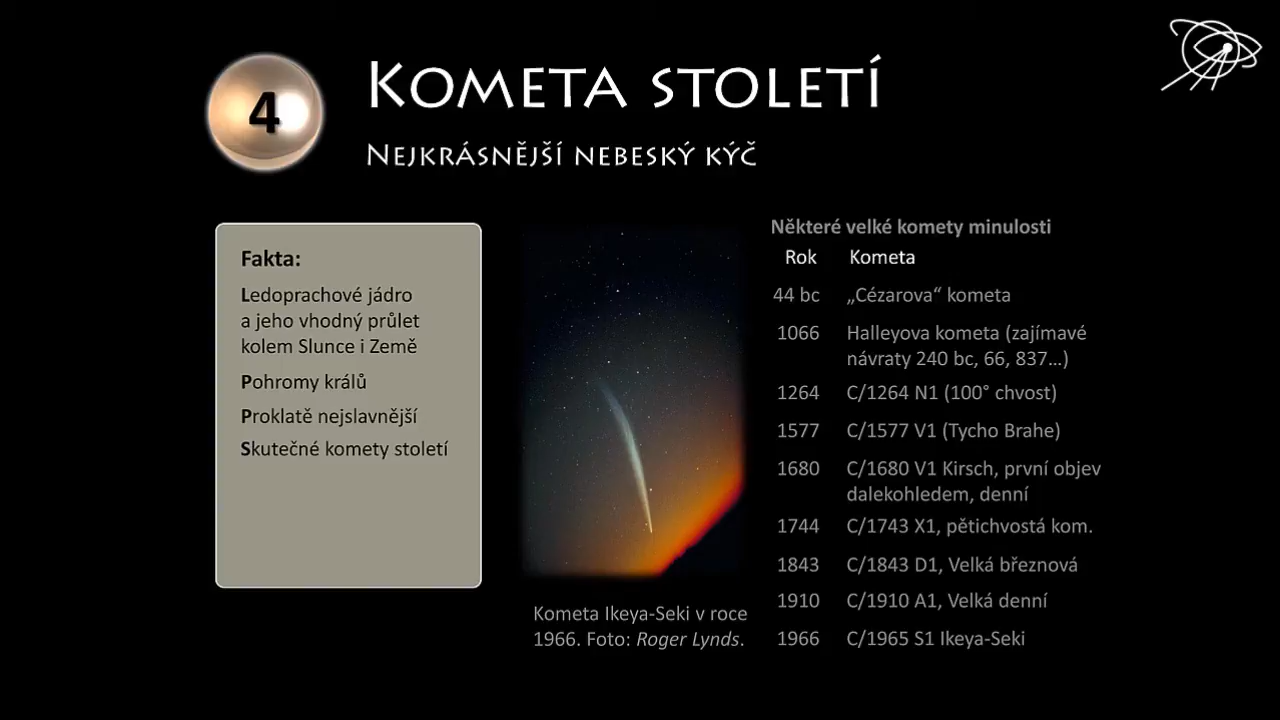 4
Kometa století
Nejkrásnější nebeský kýč
Fakta:
Ledoprachové jádro
a jeho vhodný průlet
kolem Slunce i Země
Pohromy králů
Proklatě nejslavnější
Skutečné komety století
Kometa Ikeya-Seki v roce
1966. Foto: Roger Lynds.
Některé velké komety minulosti
Rok Kometa
44 bc „Cézarova“ kometa
1066 Halleyova kometa (zajímavé
návraty 240 bc, 66, 837...)
1264 C/1264 N1 (100° chvost)
1577 C/1577 V1 (Tycho Brahe)
1680 C/1680 V1 Kirsch, první objev
dalekohledem, denní
1744 C/1743 X1, pětichvostá kom.
1843 C/1843 D1, Velká březnová
1910 C/1910 A1, Velká denní
1966 C/1965 S1 Ikeya-Seki